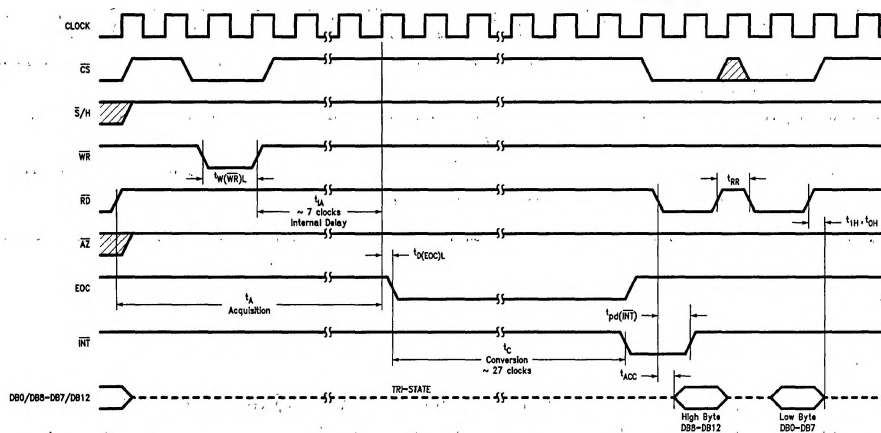 CLOCK
CS
S/H
WR
tW(WR)L
RD
tRR
tIA
~ 7 clocks
Internal Delay
t1H, t0H
AZ
tD(EOC)L
EOC
tA
Acquisition
tpd(INT)
INT
tC
Conversion
~ 27 clocks
tACC
DB0/DB8-DB7/DB12
TRI-STATE
High Byte
DB8-DB12
Low Byte
DB0-DB7